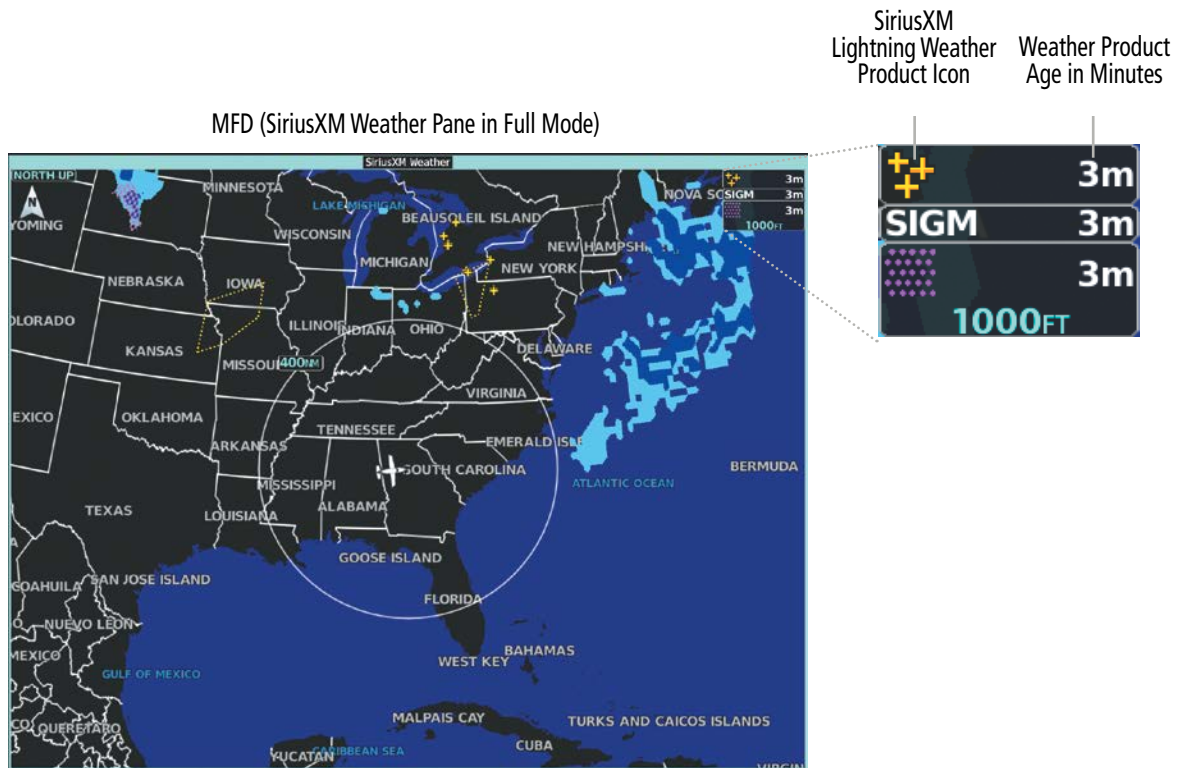 SiriusXM
Lightning Weather
Product Icon
Weather Product
Age in Minutes
MFD (SiriusXM Weather Pane in Full Mode)
3m
SIGM 3m
3m
1000FT
SiriusXM Weather
NORTH UP
N
3m
SIGM 3m
3m
1000FT
MINNESOTA
NOVA SC
LAKE MICHIGAN
BEAUSOLEIL ISLAND
YOMING
WISCONSIN
NEW HAMPSH
MICHIGAN
NEW YORK
NEBRASKA
IOWA
OLORADO
ILLINOI
INDIANA
OHIO
KANSAS
DELAWARE
MISSOU
400NM
VIRGINIA
EXICO
OKLAHOMA
TENNESSEE
ARKANSAS
EMERALD ISLE
SOUTH CAROLINA
BERMUDA
MISSISSIPPI
ATLANTIC OCEAN
ALABAMA
TEXAS
LOUISIANA
GOOSE ISLAND
COAHUILA
SAN JOSE ISLAND
FLORIDA
NUEVO LEON
MEXICO
BAHAMAS
WEST KEY
GULF OF MEXICO
MALPAIS CAY
TURKS AND CAICOS ISLANDS
QUERETARO
CUBA
CARIBBEAN SEA
YUCATAN
VIRGIN